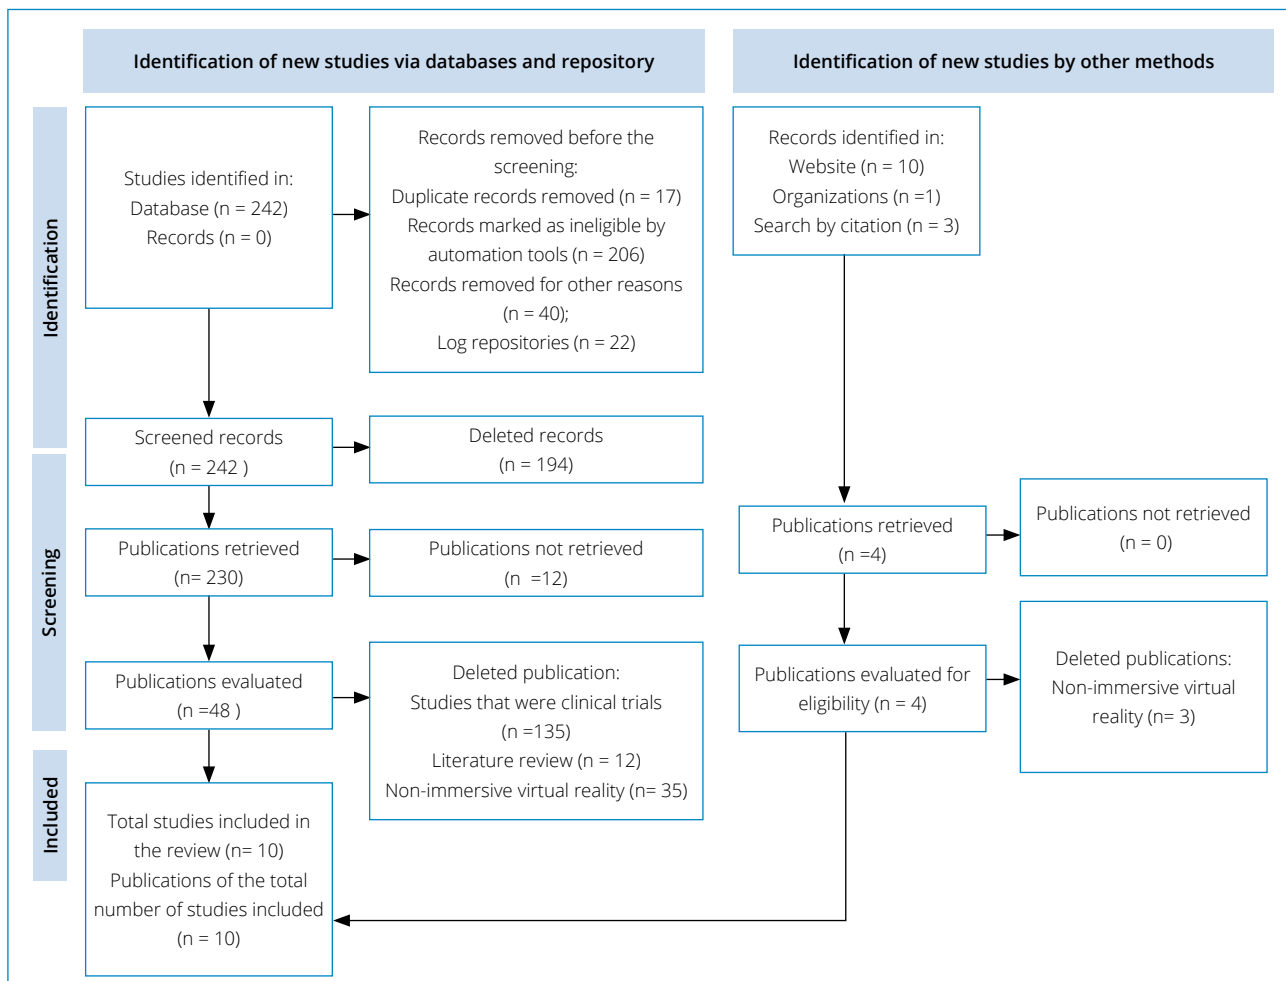 Identification of new studies via databases and repository
Identification of new studies by other methods
Identification
Studies identified in:
Database (n = 242)
Records (n = 0)
Records removed before the
screening:
Duplicate records removed (n = 17)
Records marked as ineligible by
automation tools (n = 206)
Records removed for other reasons
(n = 40);
Log repositories (n = 22)
Records identified in:
Website (n = 10)
Organizations (n =1)
Search by citation (n = 3)
Screened records
(n = 242 )
Deleted records
(n = 194)
Screening
Publications retrieved
(n= 230)
Publications not retrieved
(n =12)
Publications retrieved
(n =4)
Publications not retrieved
(n = 0)
Publications evaluated
(n =48 )
Deleted publication:
Studies that were clinical trials
(n =135)
Literature review (n = 12)
Non-immersive virtual reality (n= 35)
Publications evaluated for
eligibility (n = 4)
Deleted publications:
Non-immersive virtual
reality (n= 3)
Included
Total studies included in
the review (n= 10)
Publications of the total
number of studies included
(n = 10)